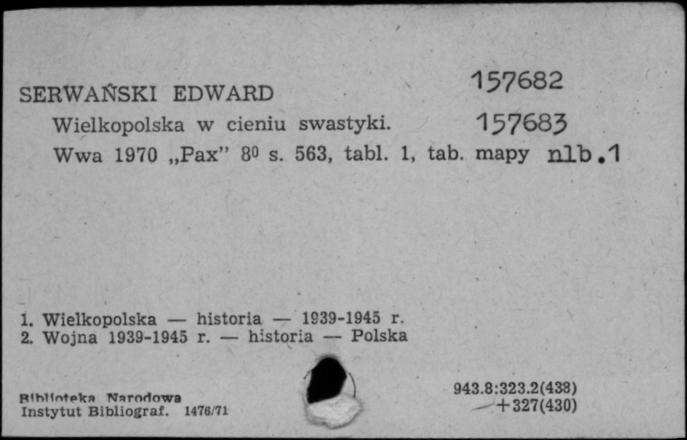 SERWAŃSKI EDWARD 157682
Wielkopolska w cieniu swastyki. 157683
Wwa 1970 „Pax” 8⁰ s. 563, tabl. 1, tab. mapy nlb.1
1. Wielkopolska — historia — 1939-1945 r.
2. Wojna 1939-1945 r. — historia — Polska
Biblioteka Narodowa
Instytut Bibliograf. 1476/71
943.8:323.2(438)
+327(430)